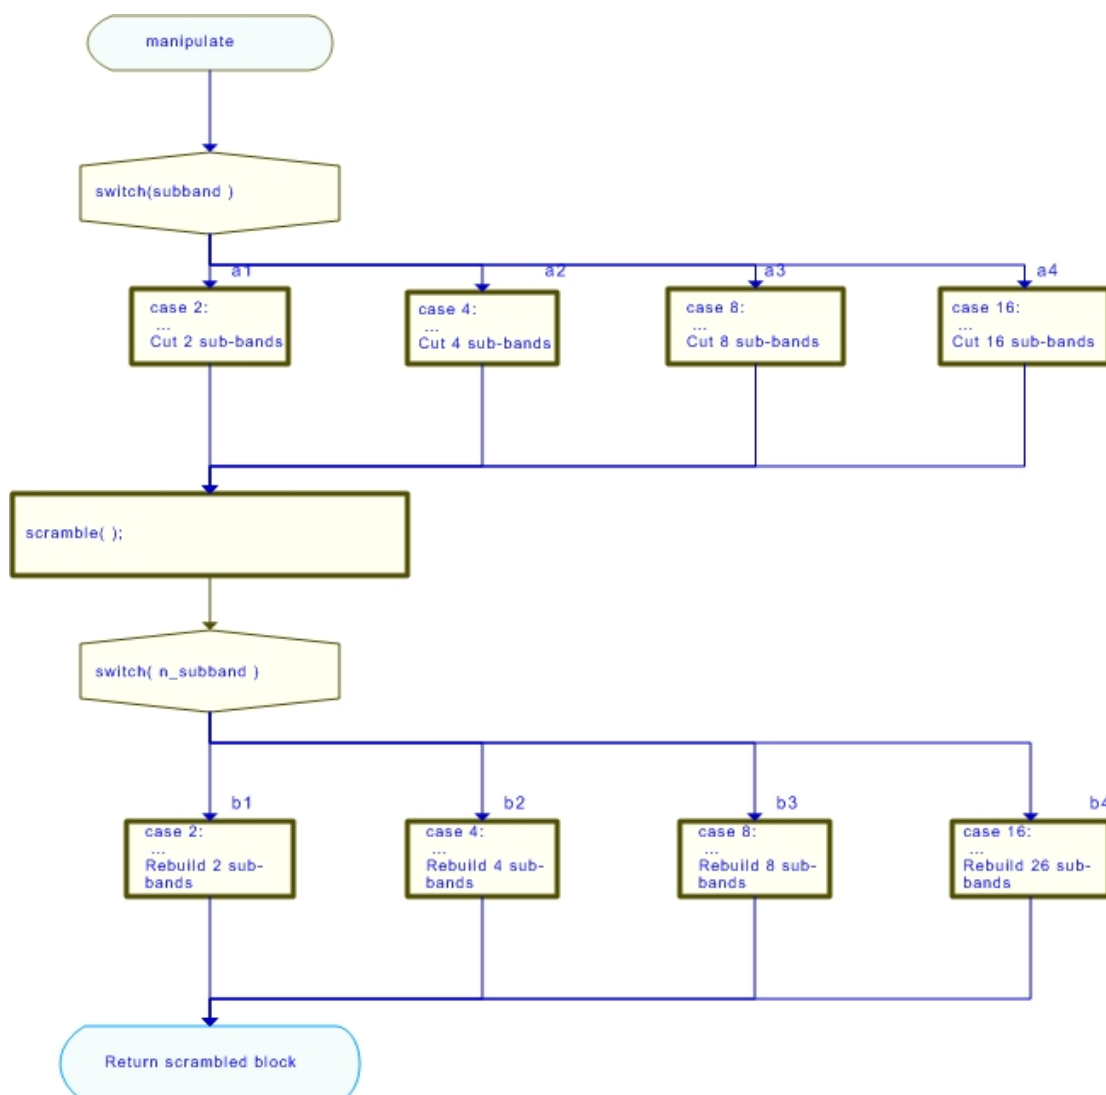 manipulate
switch(subband )
a1
a2
a3
a4
case 2:
...
Cut 2 sub-bands
case 4:
...
Cut 4 sub-bands
case 8:
...
Cut 8 sub-bands
case 16:
...
Cut 16 sub-bands
scramble( );
switch( n_subband )
b1
b2
b3
b4
case 2:
...
Rebuild 2 sub-
bands
case 4:
...
Rebuild 4 sub-
bands
case 8:
...
Rebuild 8 sub-
bands
case 16:
...
Rebuild 26 sub-
bands
Return scrambled block